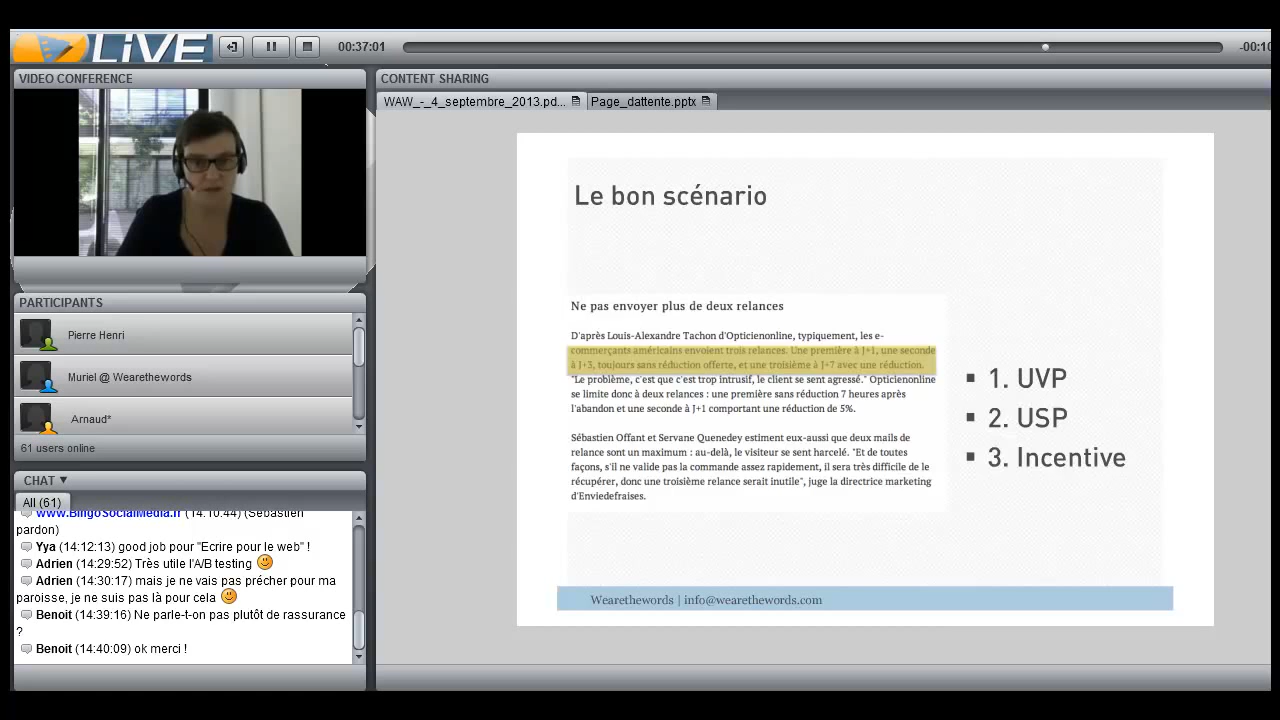 LiVE
00:37:01
-00:10
VIDEO CONFERENCE
CONTENT SHARING
WAW_-_4_septembre_2013.pd...
Page_dattente.pptx
PARTICIPANTS
Pierre Henri
Muriel @ Wearethewords
Arnaud*
61 users online
CHAT
All (61)
www.BingoSocialMedia.fr (14:10:44) (Sébastien
pardon)
Yya (14:12:13) good job pour "Ecrire pour le web" !
Adrien (14:29:52) Très utile l'A/B testing
Adrien (14:30:17) mais je ne vais pas précher pour ma
paroisse, je ne suis pas là pour cela
Benoit (14:39:16) Ne parle-t-on pas plutôt de rassurance
?
Benoit (14:40:09) ok merci !
Le bon scénario
Ne pas envoyer plus de deux relances
D'après Louis-Alexandre Tachon d'Opticienonline, typiquement, les e-
commerçants américains envoient trois relances. Une première à J+1, une seconde
à J+3, toujours sans réduction offerte, et une troisième à J+7 avec une réduction.
"Le problème, c'est que c'est trop intrusif, le client se sent agressé." Opticienonline
se limite donc à deux relances : une première sans réduction 7 heures après
l'abandon et une seconde à J+1 comportant une réduction de 5%.
Sébastien Offant et Servane Quenedey estiment eux-aussi que deux mails de
relance sont un maximum : au-delà, le visiteur se sent harcelé. "Et de toutes
façons, s'il ne valide pas la commande assez rapidement, il sera très difficile de le
récupérer, donc une troisième relance serait inutile", juge la directrice marketing
d'Enviedefraises.
1. UVP
2. USP
3. Incentive
Wearethewords | info@wearethewords.com